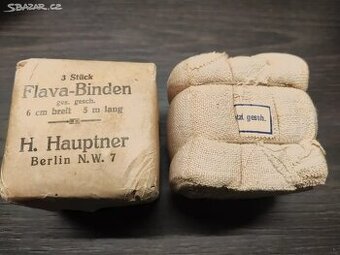 SBAZAR.CZ
3 Stück
Flava-Binden
ges. gesch.
6 cm breit 5 m lang
H. Hauptner
Berlin N.W. 7
gesch.